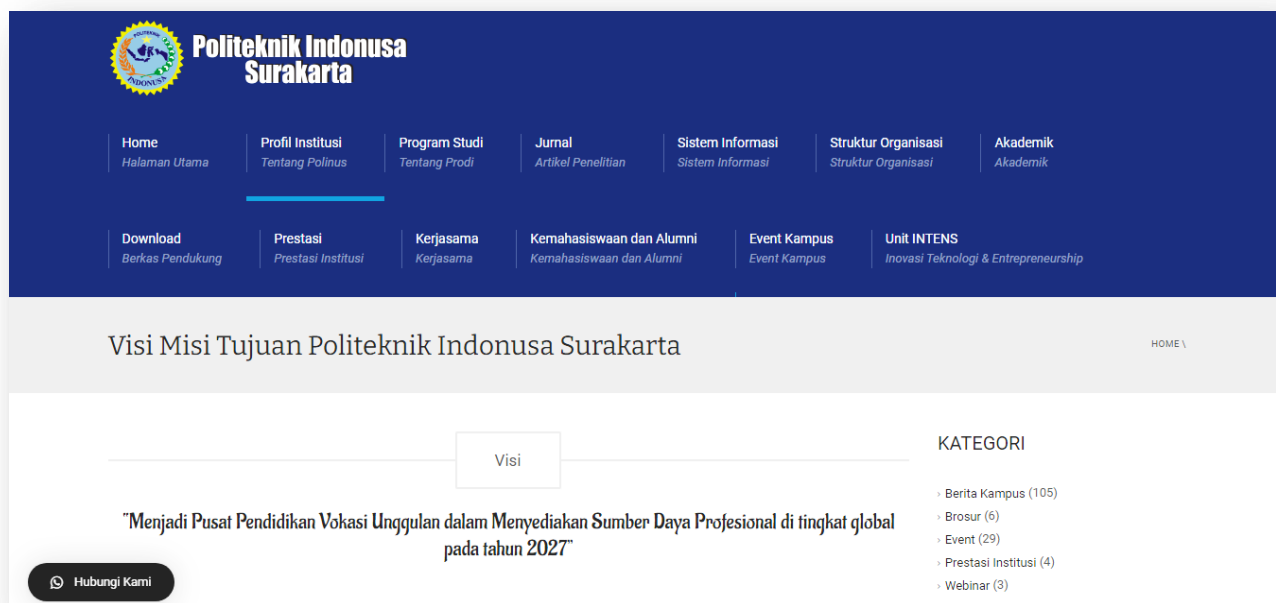 POLITEKNIK
INDONUSA
Politeknik Indonusa
Surakarta
Home
Halaman Utama
Profil Institusi
Tentang Polinus
Program Studi
Tentang Prodi
Jurnal
Artikel Penelitian
Sistem Informasi
Sistem Informasi
Struktur Organisasi
Struktur Organisasi
Akademik
Akademik
Download
Berkas Pendukung
Prestasi
Prestasi Institusi
Kerjasama
Kerjasama
Kemahasiswaan dan Alumni
Kemahasiswaan dan Alumni
Event Kampus
Event Kampus
Unit INTENS
Inovasi Teknologi & Entrepreneurship
Visi Misi Tujuan Politeknik Indonusa Surakarta
HOME \
Visi
"Menjadi Pusat Pendidikan Vokasi Unggulan dalam Menyediakan Sumber Daya Profesional di tingkat global
pada tahun 2027"
KATEGORI
› Berita Kampus (105)
› Brosur (6)
› Event (29)
› Prestasi Institusi (4)
› Webinar (3)
Hubungi Kami